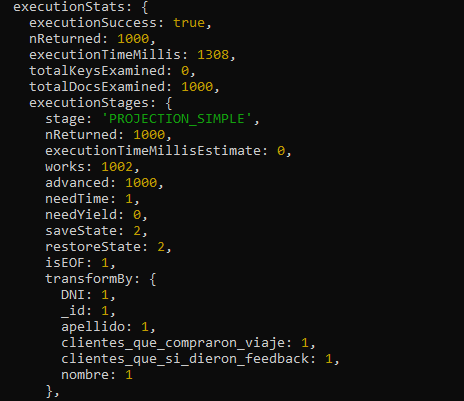 executionStats: {
executionSuccess: true,
nReturned: 1000,
executionTimeMillis: 1308,
totalKeysExamined: 0,
totalDocsExamined: 1000,
executionStages: {
stage: 'PROJECTION_SIMPLE',
nReturned: 1000,
executionTimeMillisEstimate: 0,
works: 1002,
advanced: 1000,
needTime: 1,
needYield: 0,
saveState: 2,
restoreState: 2,
isEOF: 1,
transformBy: {
DNI: 1,
_id: 1,
apellido: 1,
clientes_que_compraron_viaje: 1,
clientes_que_si_dieron_feedback: 1,
nombre: 1
},